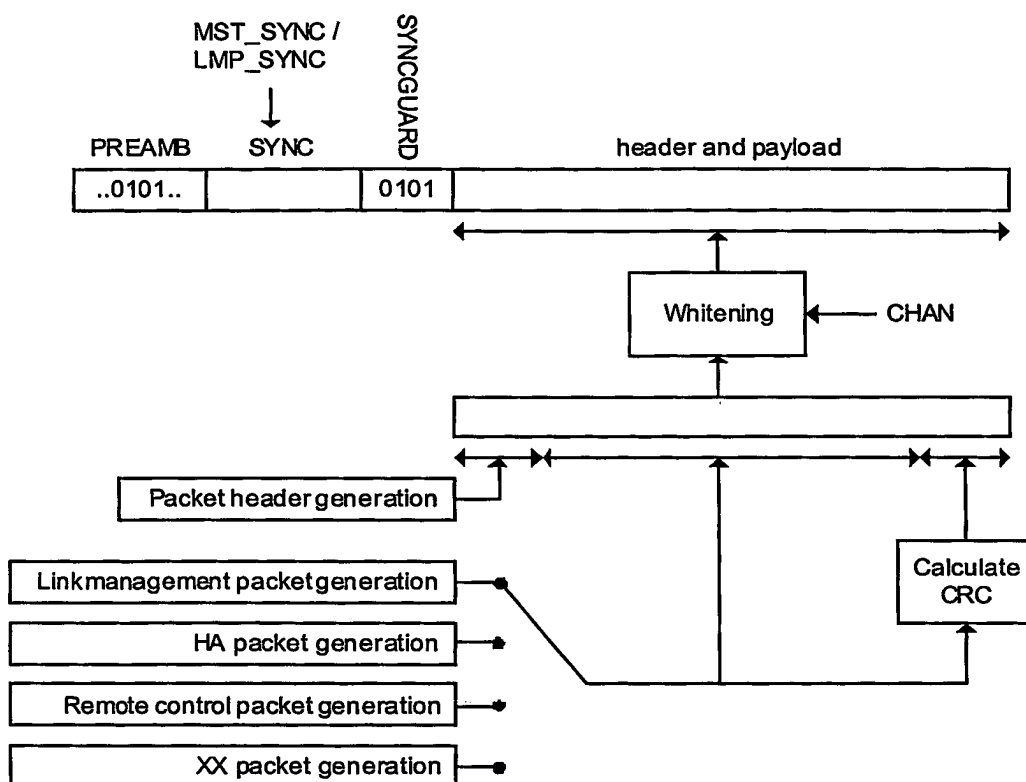 MST_SYNC /
LMP_SYNC
SYNCGUARD
PREAMB
SYNC
header and payload
..0101..
0101
Whitening
CHAN
Packet header generation
Linkmanagement packet generation
Calculate
CRC
HA packet generation
Remote control packet generation
XX packet generation